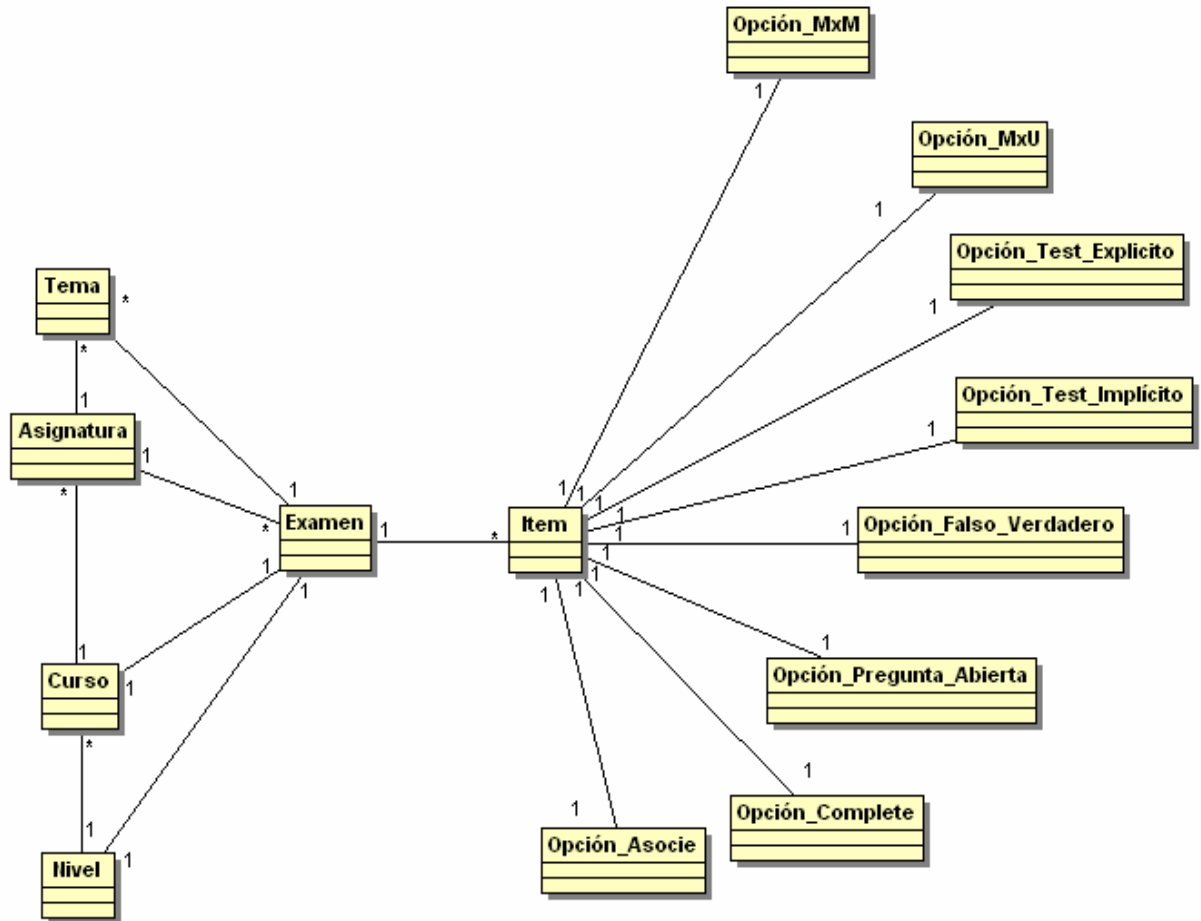 Opción_MxM
1
Opción_MxU
1
Opción_Test_Explicito
1
Tema
*
*
1
Asignatura
1
*
Opción_Test_Implícito
1
1
Examen
*
1
*
Item
1
1
1
1
1
1
1
1
1
Opción_Falso_Verdadero
1
1
1
Curso
1
*
1
Opción_Pregunta_Abierta
1
Opción_Complete
1
Opción_Asocie
1
1
Nivel